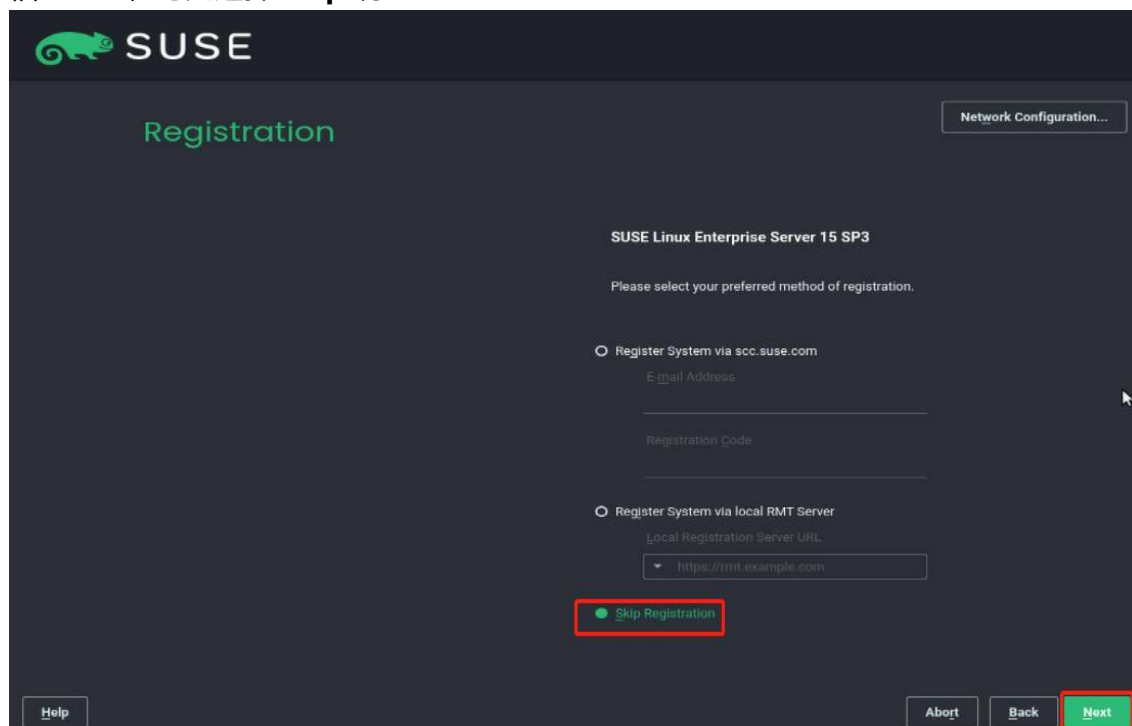 SUSE
Registration
Network Configuration...
SUSE Linux Enterprise Server 15 SP3
Please select your preferred method of registration.
Register System via scc.suse.com
E-mail Address
Registration Code
Register System via local RMT Server
Local Registration Server URL
https://rmt.example.com
Skip Registration
Help
Abort
Back
Next